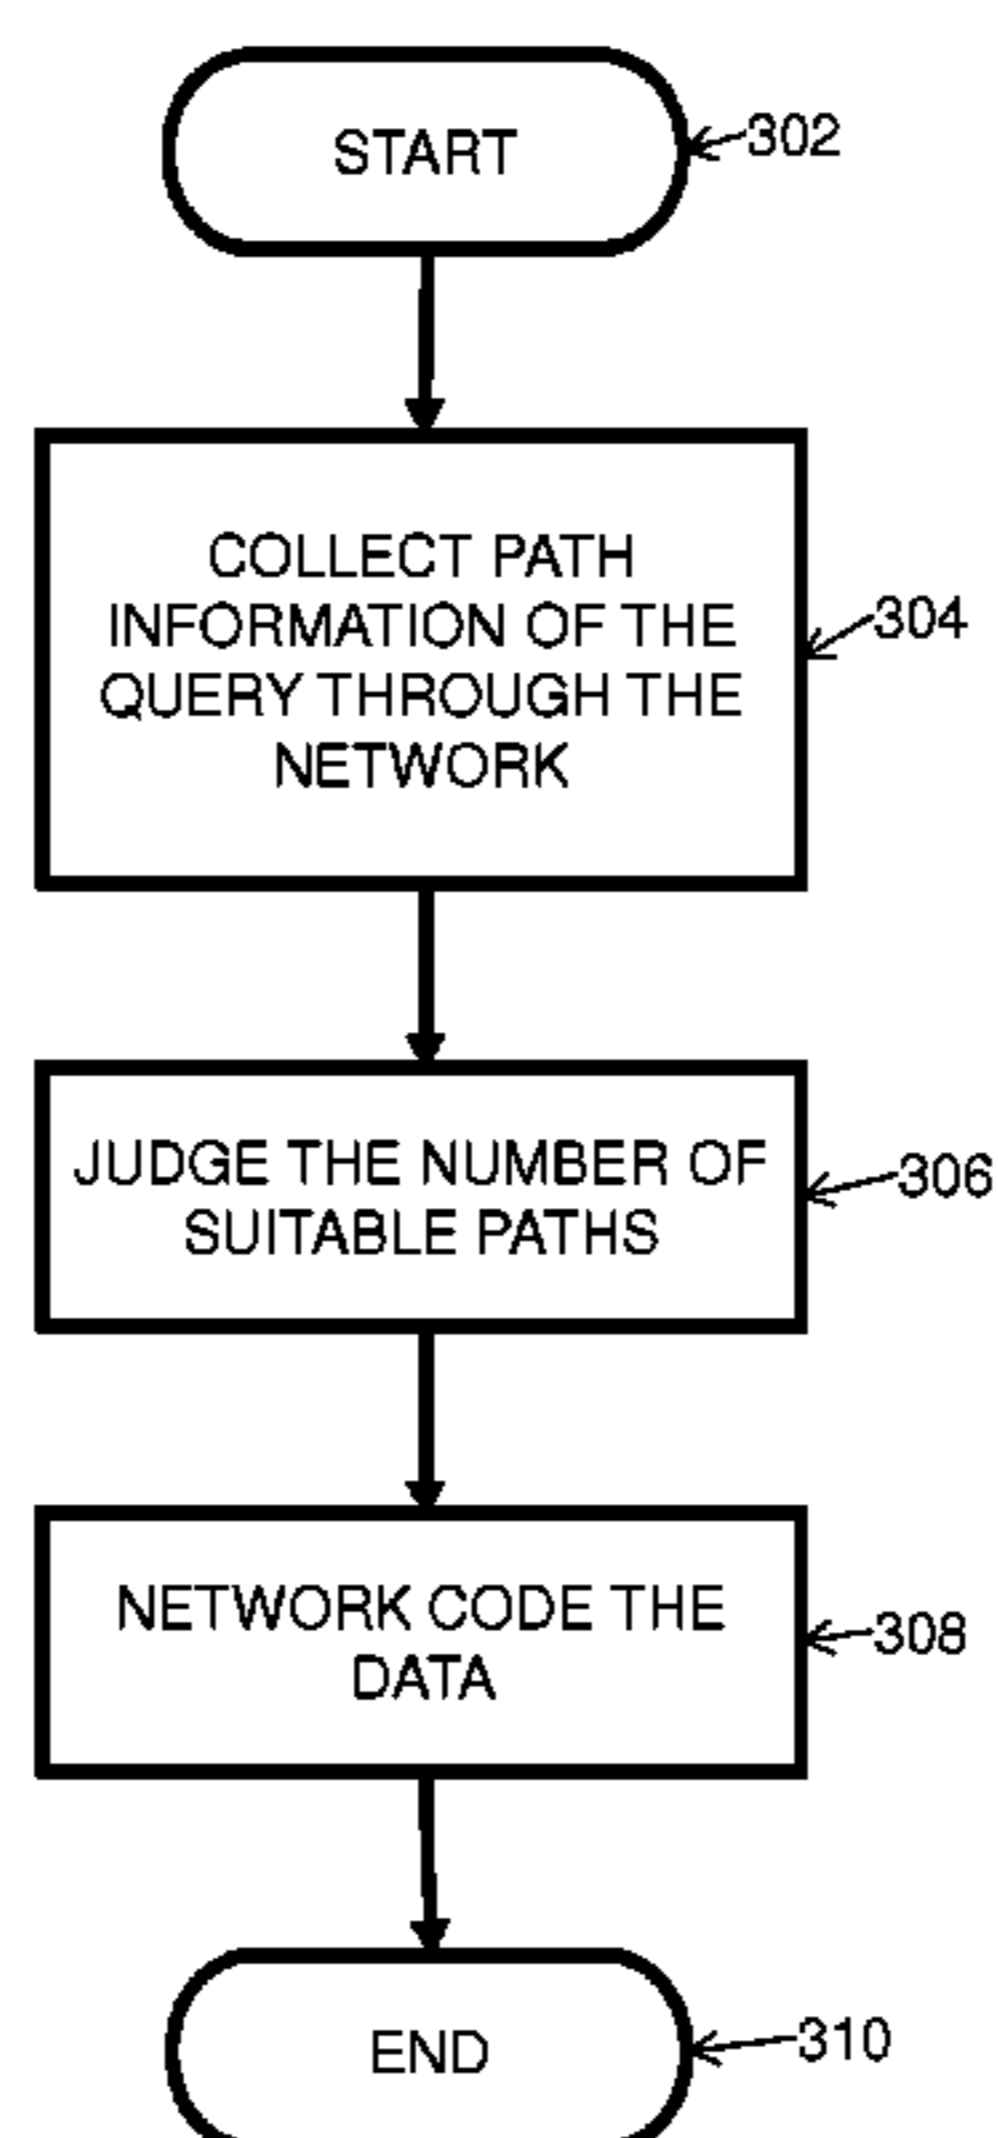 START
302
COLLECT PATH
INFORMATION OF THE
QUERY THROUGH THE
NETWORK
304
JUDGE THE NUMBER OF
SUITABLE PATHS
306
NETWORK CODE THE
DATA
308
END
310